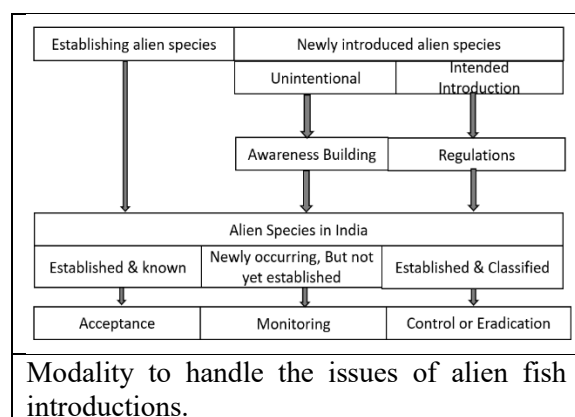 Establishing alien species
Newly introduced alien species
Unintentional
Intended
Introduction
Awareness Building
Regulations
Alien Species in India
Established & known
Newly occurring, But not
yet established
Established & Classified
Acceptance
Monitoring
Control or Eradication
Modality to handle the issues of alien fish
introductions.